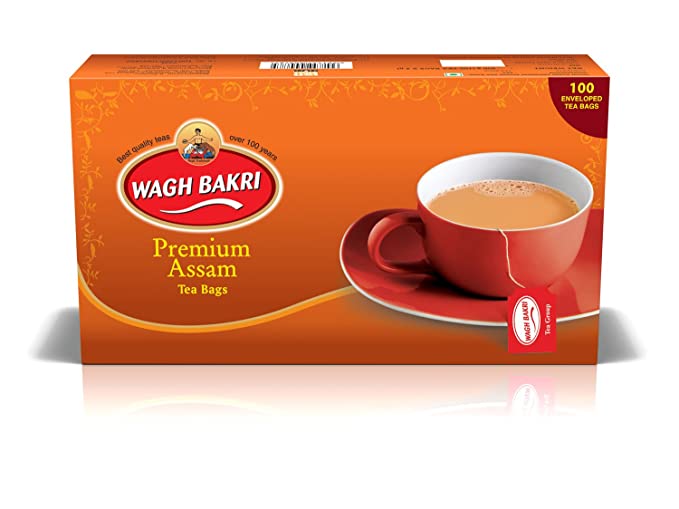 100
ENVELOPED
TEA BAGS
Best quality teas
over 100 years
WAGH BAKRI
Premium
Assam
Tea Bags
WAGH BAKRI
Tea Group